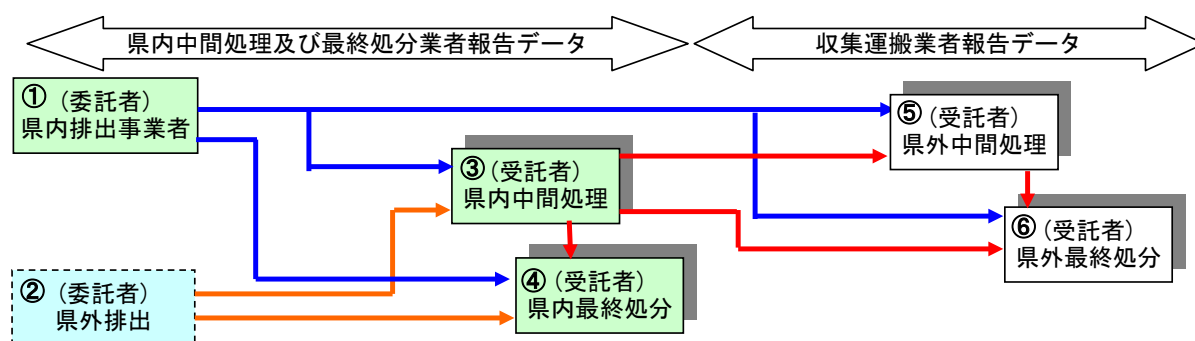 県内中間処理及び最終処分業者報告データ
収集運搬業者報告データ
① (委託者)
県内排出事業者
⑤ (受託者)
県外中間処理
③ (受託者)
県内中間処理
⑥ (受託者)
県外最終処分
④ (受託者)
県内最終処分
② (委託者)
県外排出